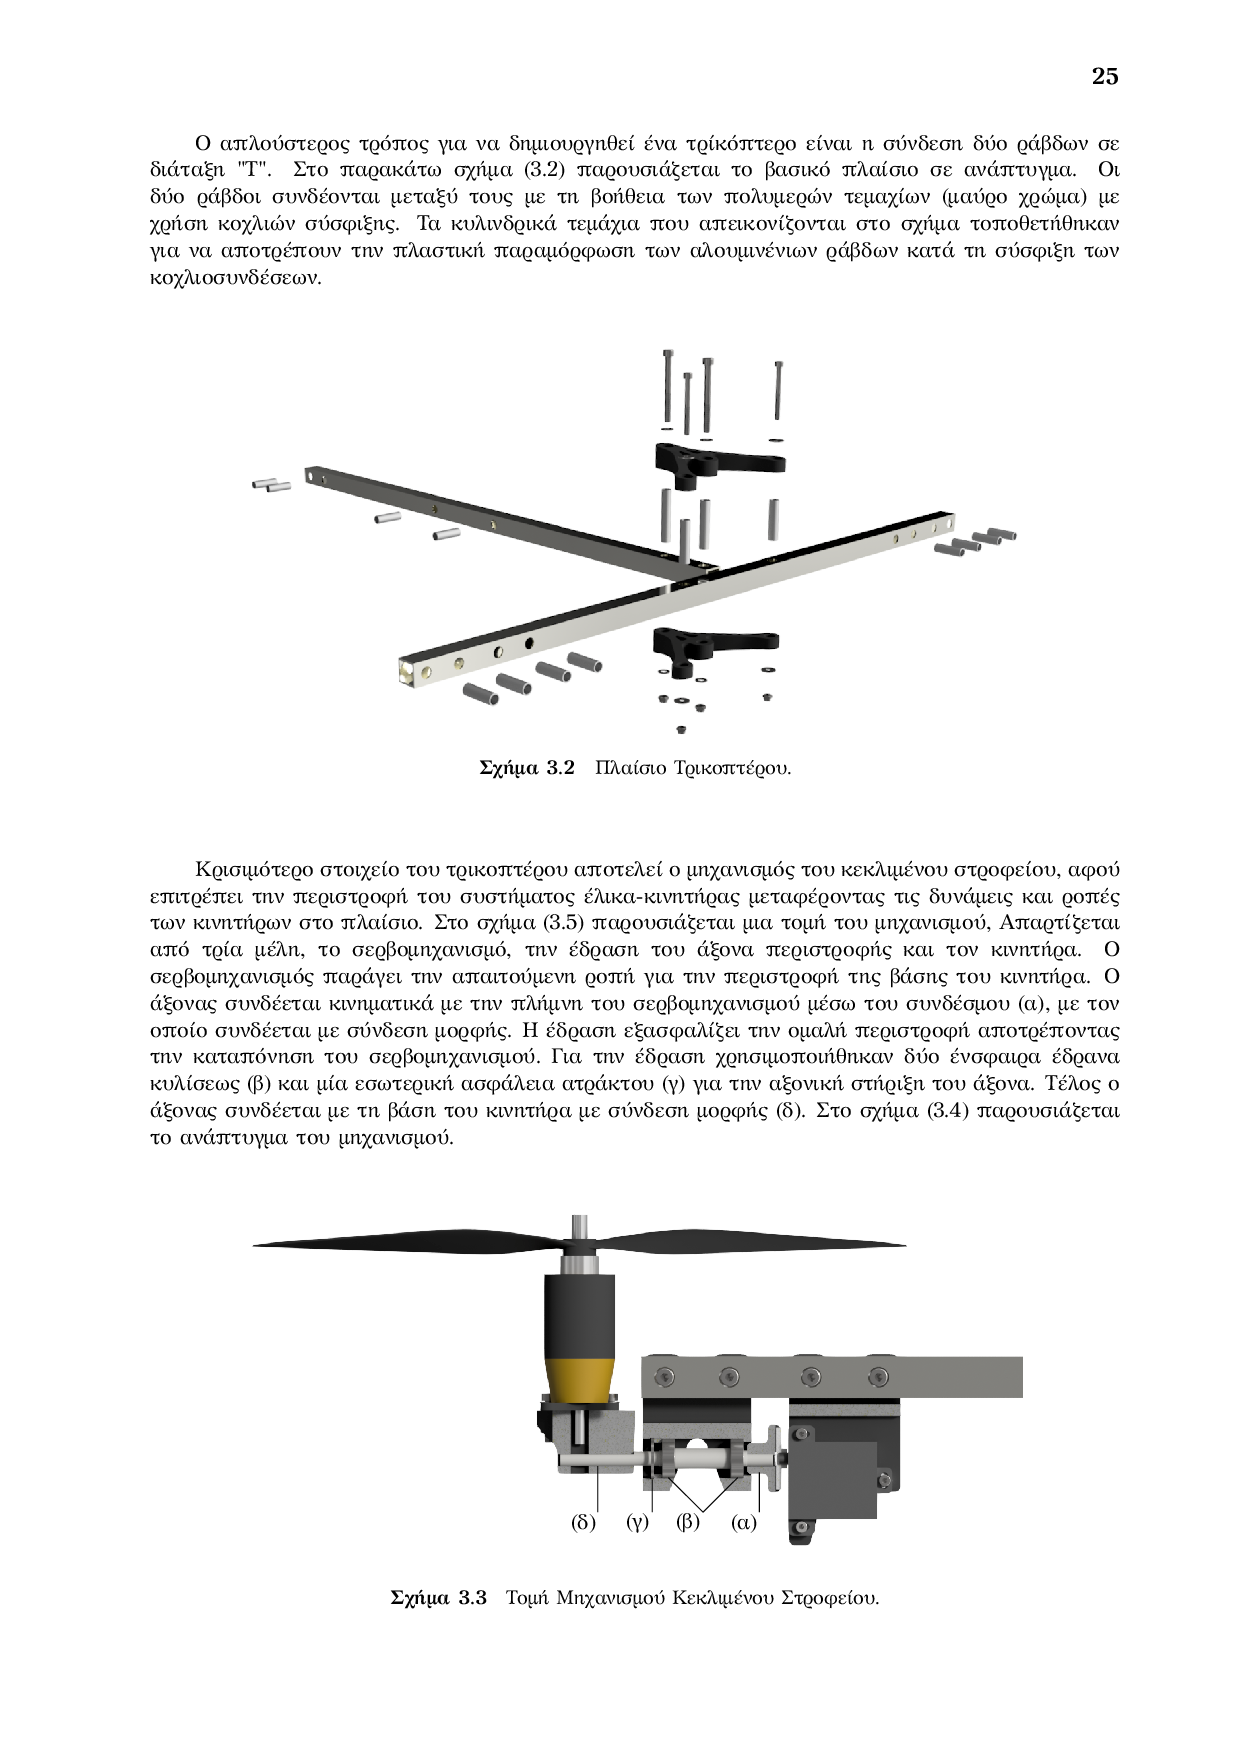 25
Ο απλούστερος τρόπος για να δημιουργηθεί ένα τρίκόπτερο είναι η σύνδεση δύο ράβδων σε
διάταξη "Τ". Στο παρακάτω σχήμα (3.2) παρουσιάζεται το βασικό πλαίσιο σε ανάπτυγμα. Οι
δύο ράβδοι συνδέονται μεταξύ τους με τη βοήθεια των πολυμερών τεμαχίων (μαύρο χρώμα) με
χρήση κοχλιών σύσφιξης. Τα κυλινδρικά τεμάχια που απεικονίζονται στο σχήμα τοποθετήθηκαν
για να αποτρέπουν την πλαστική παραμόρφωση των αλουμινένιων ράβδων κατά τη σύσφιξη των
κοχλιοσυνδέσεων.
Σχήμα 3.2 Πλαίσιο Τρικοπτέρου.
Κρισιμότερο στοιχείο του τρικοπτέρου αποτελεί ο μηχανισμός του κεκλιμένου στροφείου, αφού
επιτρέπει την περιστροφή του συστήματος έλικα-κινητήρας μεταφέροντας τις δυνάμεις και ροπές
των κινητήρων στο πλαίσιο. Στο σχήμα (3.5) παρουσιάζεται μια τομή του μηχανισμού, Απαρτίζεται
από τρία μέλη, το σερβομηχανισμό, την έδραση του άξονα περιστροφής και τον κινητήρα. Ο
σερβομηχανισμός παράγει την απαιτούμενη ροπή για την περιστροφή της βάσης του κινητήρα. Ο
άξονας συνδέεται κινηματικά με την πλήμνη του σερβομηχανισμού μέσω του συνδέσμου (α), με τον
οποίο συνδέεται με σύνδεση μορφής. Η έδραση εξασφαλίζει την ομαλή περιστροφή αποτρέποντας
την καταπόνηση του σερβομηχανισμού. Για την έδραση χρησιμοποιήθηκαν δύο ένσφαιρα έδρανα
κυλίσεως (β) και μία εσωτερική ασφάλεια ατράκτου (γ) για την αξονική στήριξη του άξονα. Τέλος ο
άξονας συνδέεται με τη βάση του κινητήρα με σύνδεση μορφής (δ). Στο σχήμα (3.4) παρουσιάζεται
το ανάπτυγμα του μηχανισμού.
(δ) (γ) (β) (α)
Σχήμα 3.3 Τομή Μηχανισμού Κεκλιμένου Στροφείου.